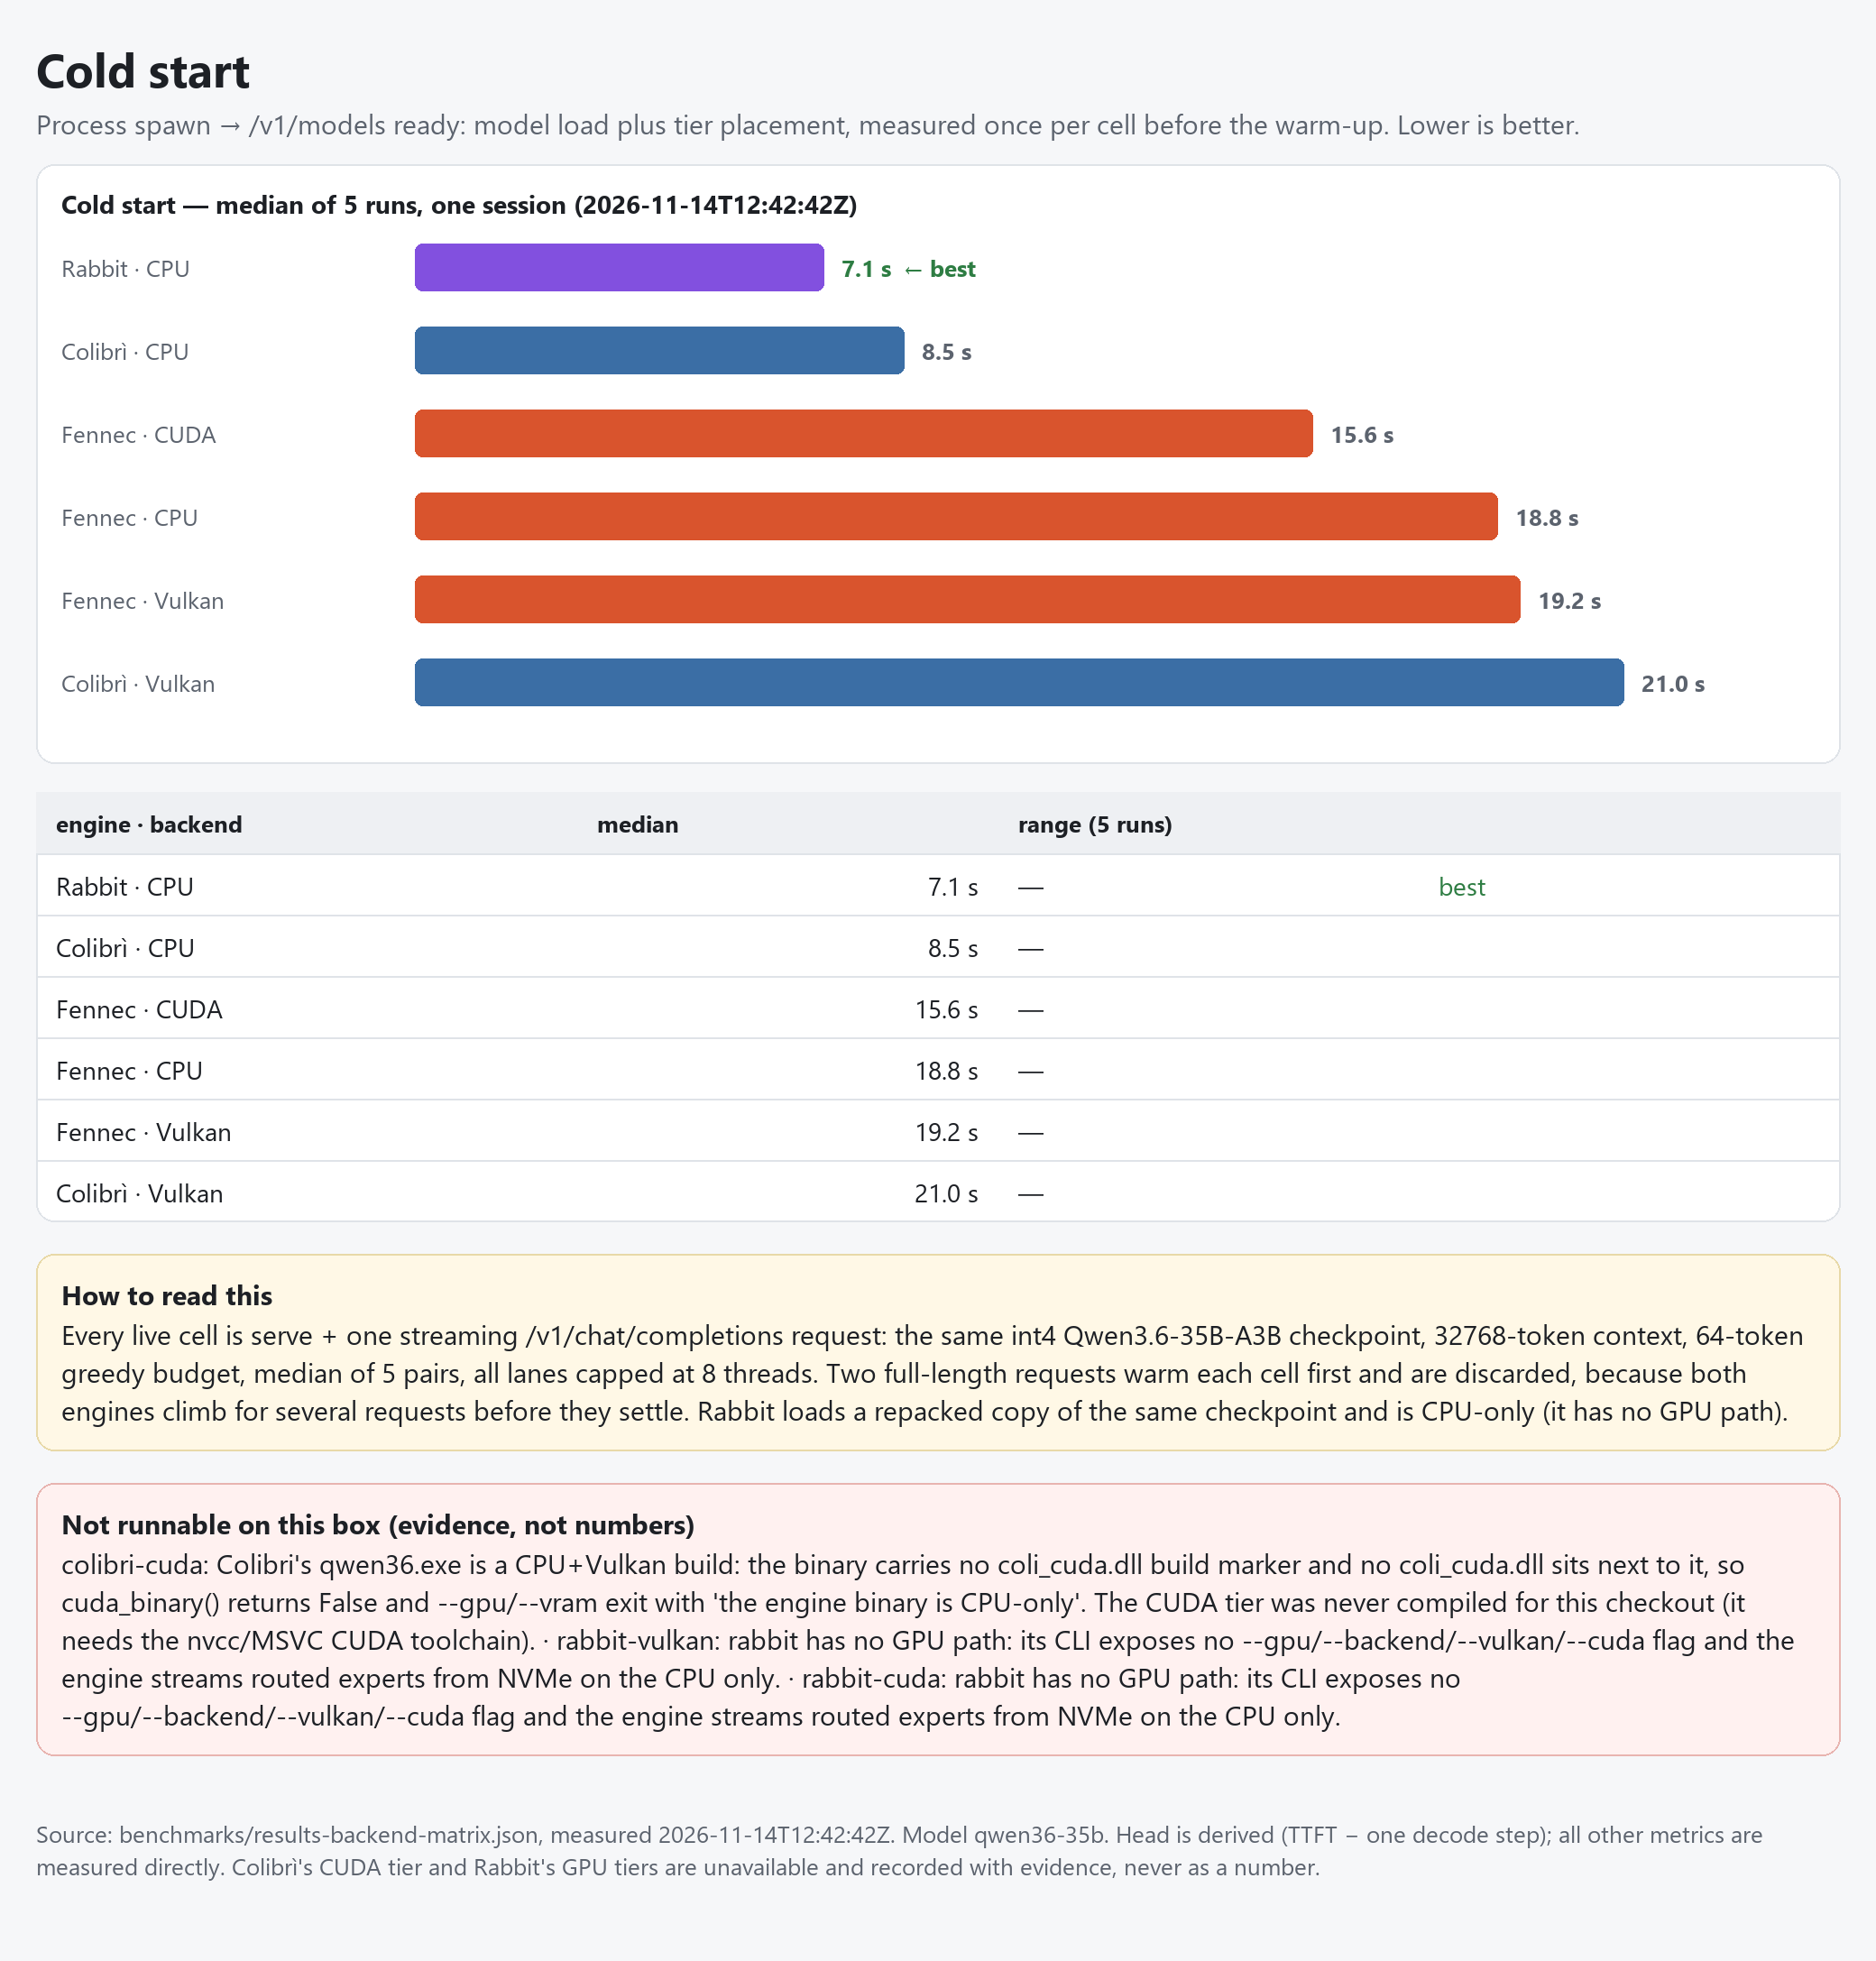 Cold start
Process spawn → /v1/models ready: model load plus tier placement, measured once per cell before the warm-up. Lower is better.
Cold start — median of 5 runs, one session (2026-11-14T12:42:42Z)
Rabbit · CPU 7.1 s ← best
Colibrì · CPU 8.5 s
Fennec · CUDA 15.6 s
Fennec · CPU 18.8 s
Fennec · Vulkan 19.2 s
Colibrì · Vulkan 21.0 s
engine · backend median range (5 runs)
Rabbit · CPU 7.1 s — best
Colibrì · CPU 8.5 s —
Fennec · CUDA 15.6 s —
Fennec · CPU 18.8 s —
Fennec · Vulkan 19.2 s —
Colibrì · Vulkan 21.0 s —
How to read this
Every live cell is serve + one streaming /v1/chat/completions request: the same int4 Qwen3.6-35B-A3B checkpoint, 32768-token context, 64-token
greedy budget, median of 5 pairs, all lanes capped at 8 threads. Two full-length requests warm each cell first and are discarded, because both
engines climb for several requests before they settle. Rabbit loads a repacked copy of the same checkpoint and is CPU-only (it has no GPU path).
Not runnable on this box (evidence, not numbers)
colibri-cuda: Colibri's qwen36.exe is a CPU+Vulkan build: the binary carries no coli_cuda.dll build marker and no coli_cuda.dll sits next to it, so
cuda_binary() returns False and --gpu/--vram exit with 'the engine binary is CPU-only'. The CUDA tier was never compiled for this checkout (it
needs the nvcc/MSVC CUDA toolchain). · rabbit-vulkan: rabbit has no GPU path: its CLI exposes no --gpu/--backend/--vulkan/--cuda flag and the
engine streams routed experts from NVMe on the CPU only. · rabbit-cuda: rabbit has no GPU path: its CLI exposes no
--gpu/--backend/--vulkan/--cuda flag and the engine streams routed experts from NVMe on the CPU only.
Source: benchmarks/results-backend-matrix.json, measured 2026-11-14T12:42:42Z. Model qwen36-35b. Head is derived (TTFT − one decode step); all other metrics are
measured directly. Colibrì's CUDA tier and Rabbit's GPU tiers are unavailable and recorded with evidence, never as a number.